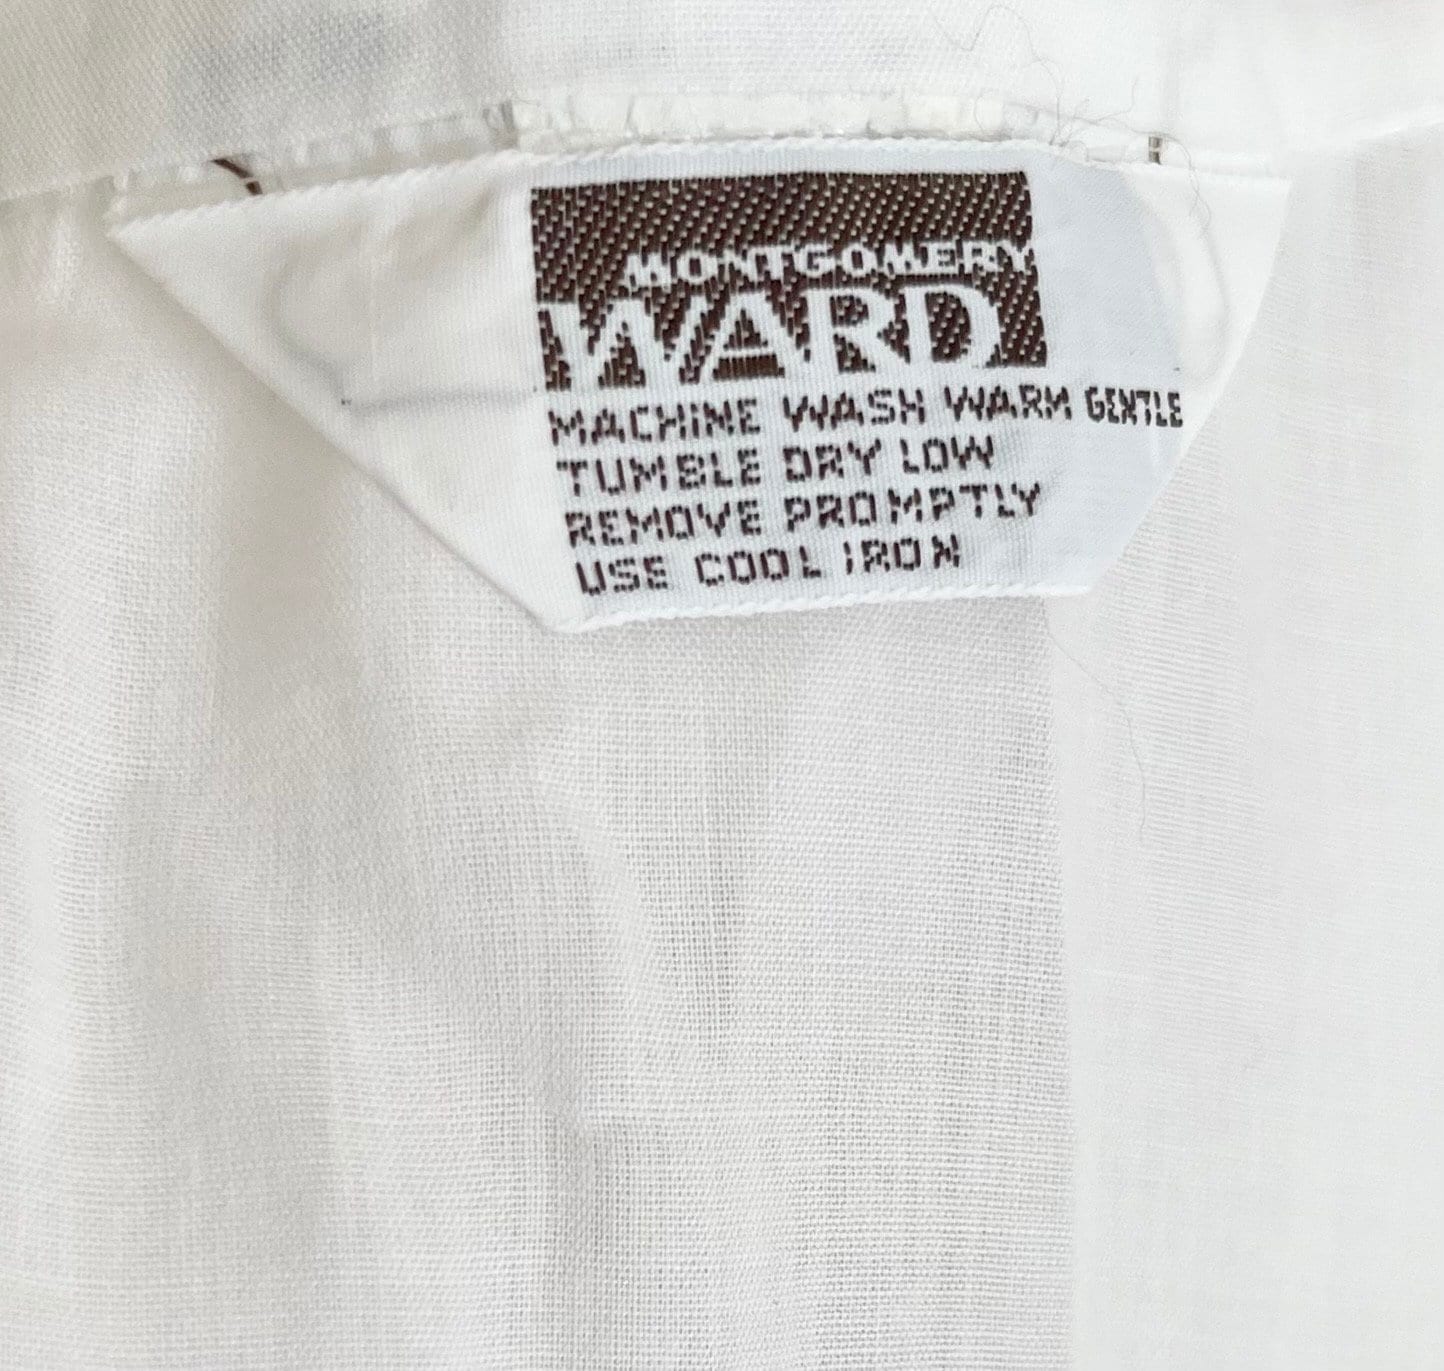 MONTGOMERY
WARD
MACHINE WASH WARM GENTLE
TUMBLE DRY LOW
REMOVE PROMPTLY
USE COOL IRON